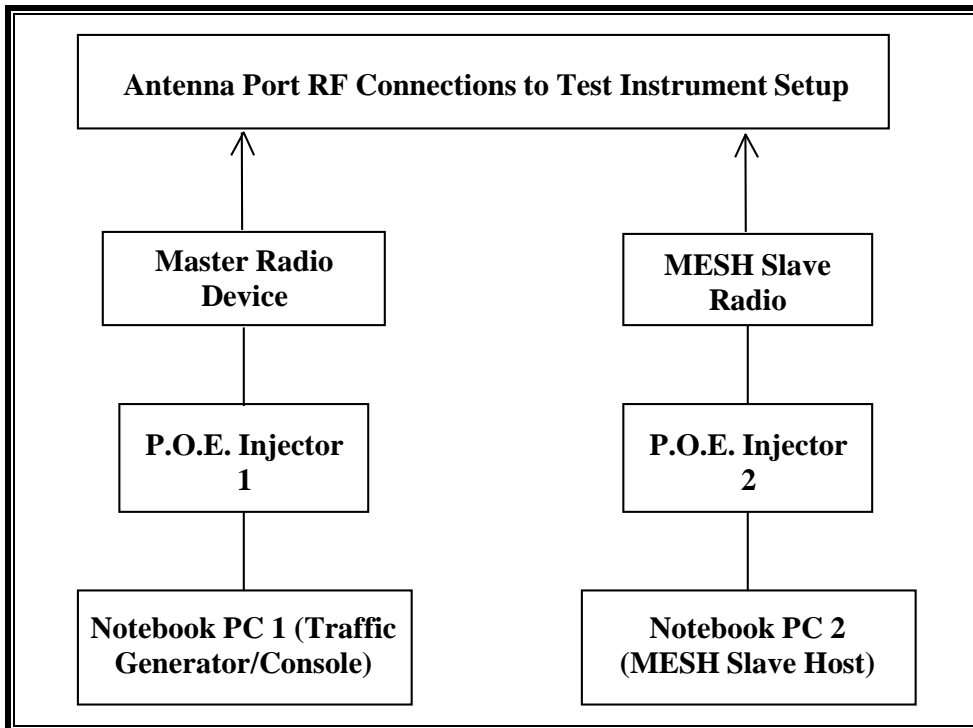 Antenna Port RF Connections to Test Instrument Setup
Master Radio
Device
MESH Slave
Radio
P.O.E. Injector
1
P.O.E. Injector
2
Notebook PC 1 (Traffic
Generator/Console)
Notebook PC 2
(MESH Slave Host)